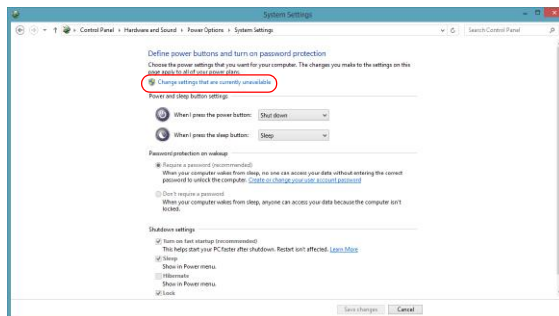 System Settings
Control Panel › Hardware and Sound › Power Options › System Settings
Search Control Panel
Define power buttons and turn on password protection
Choose the power settings that you want for your computer. The changes you make to the settings on this
page apply to all of your power plans.
Change settings that are currently unavailable
Power and sleep button settings
When I press the power button: Shut down
When I press the sleep button: Sleep
Password protection on wakeup
Require a password (recommended)
When your computer wakes from sleep, no one can access your data without entering the correct
password to unlock the computer. Create or change your user account password
Don't require a password
When your computer wakes from sleep, anyone can access your data because the computer isn't
locked.
Shutdown settings
Turn on fast startup (recommended)
This helps start your PC faster after shutdown. Restart isn't affected. Learn More
Sleep
Show in Power menu.
Hibernate
Show in Power menu.
Lock
Save changes Cancel